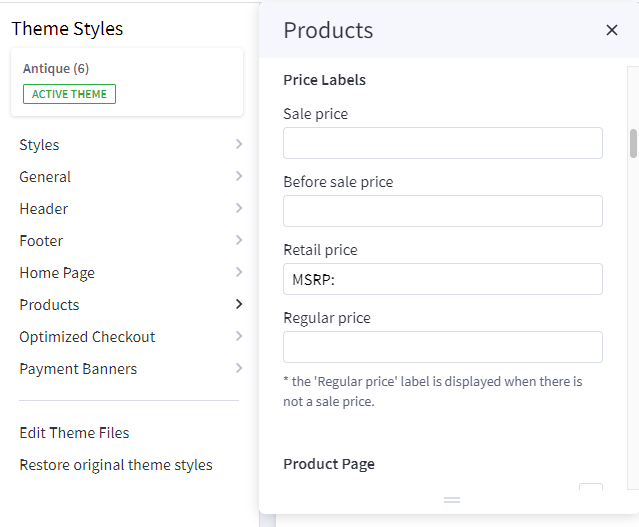 Theme Styles
Antique (6)
ACTIVE THEME
Styles
General
Header
Footer
Home Page
Products
Optimized Checkout
Payment Banners
Edit Theme Files
Restore original theme styles
Products
Price Labels
Sale price
Before sale price
Retail price
MSRP:
Regular price
* the 'Regular price' label is displayed when there is
not a sale price.
Product Page